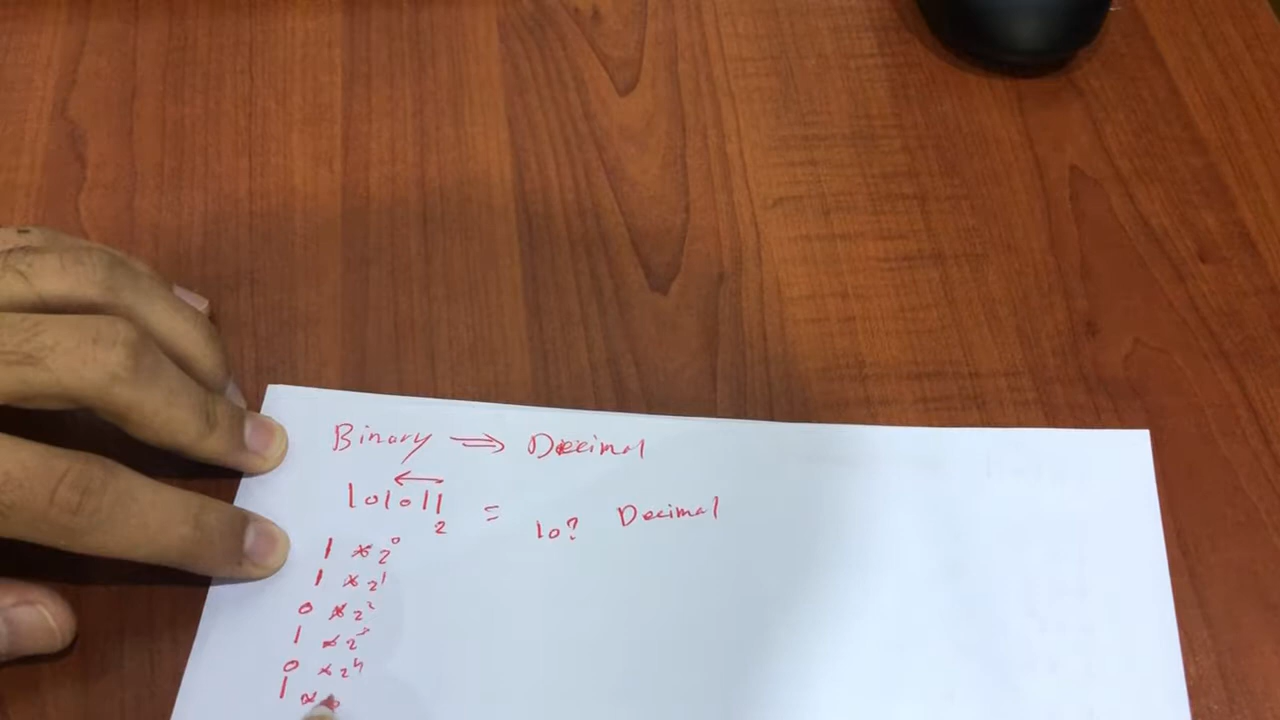 Binary ⇒ Decimal
←
101011₂ = 10? Decimal
1 × 2⁰
1 × 2¹
0 × 2²
1 × 2³
0 × 2⁴
1 ×